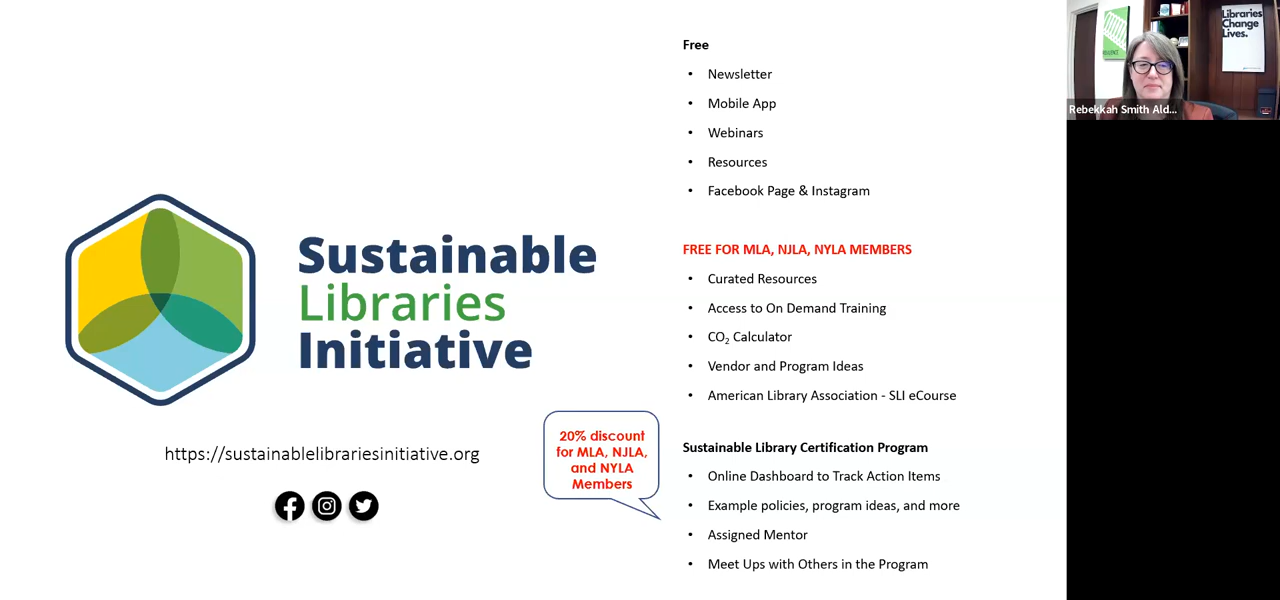 Sustainable
Libraries
Initiative
https://sustainablelibrariesinitiative.org
20% discount
for MLA, NJLA,
and NYLA
Members
Free
• Newsletter
• Mobile App
• Webinars
• Resources
• Facebook Page & Instagram
FREE FOR MLA, NJLA, NYLA MEMBERS
• Curated Resources
• Access to On Demand Training
• CO₂ Calculator
• Vendor and Program Ideas
• American Library Association - SLI eCourse
Sustainable Library Certification Program
• Online Dashboard to Track Action Items
• Example policies, program ideas, and more
• Assigned Mentor
• Meet Ups with Others in the Program
Libraries
Change
Lives.
Rebekkah Smith Ald...